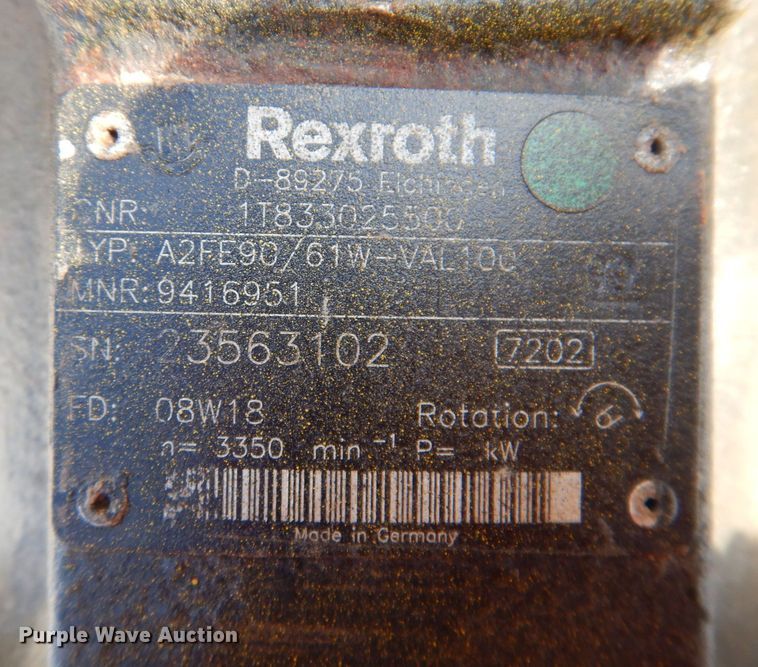 Rexroth
D-89275 Elchingen
CNR: 1T833025500
TYP: A2FE90/61W-VAL100
MNR: 9416951
SN: 23563102 7202
FD: 08W18 Rotation:
n= 3350 min-1 P= kW
Made in Germany
Purple Wave Auction